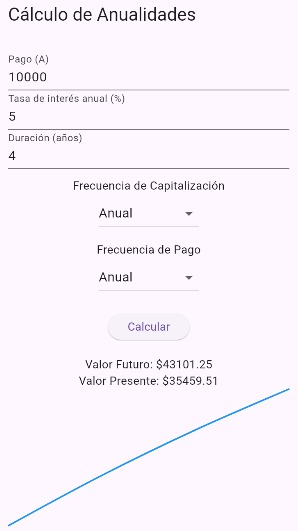 Cálculo de Anualidades
Pago (A)
10000
Tasa de interés anual (%)
5
Duración (años)
4
Frecuencia de Capitalización
Anual
Frecuencia de Pago
Anual
Calcular
Valor Futuro: $43101.25
Valor Presente: $35459.51